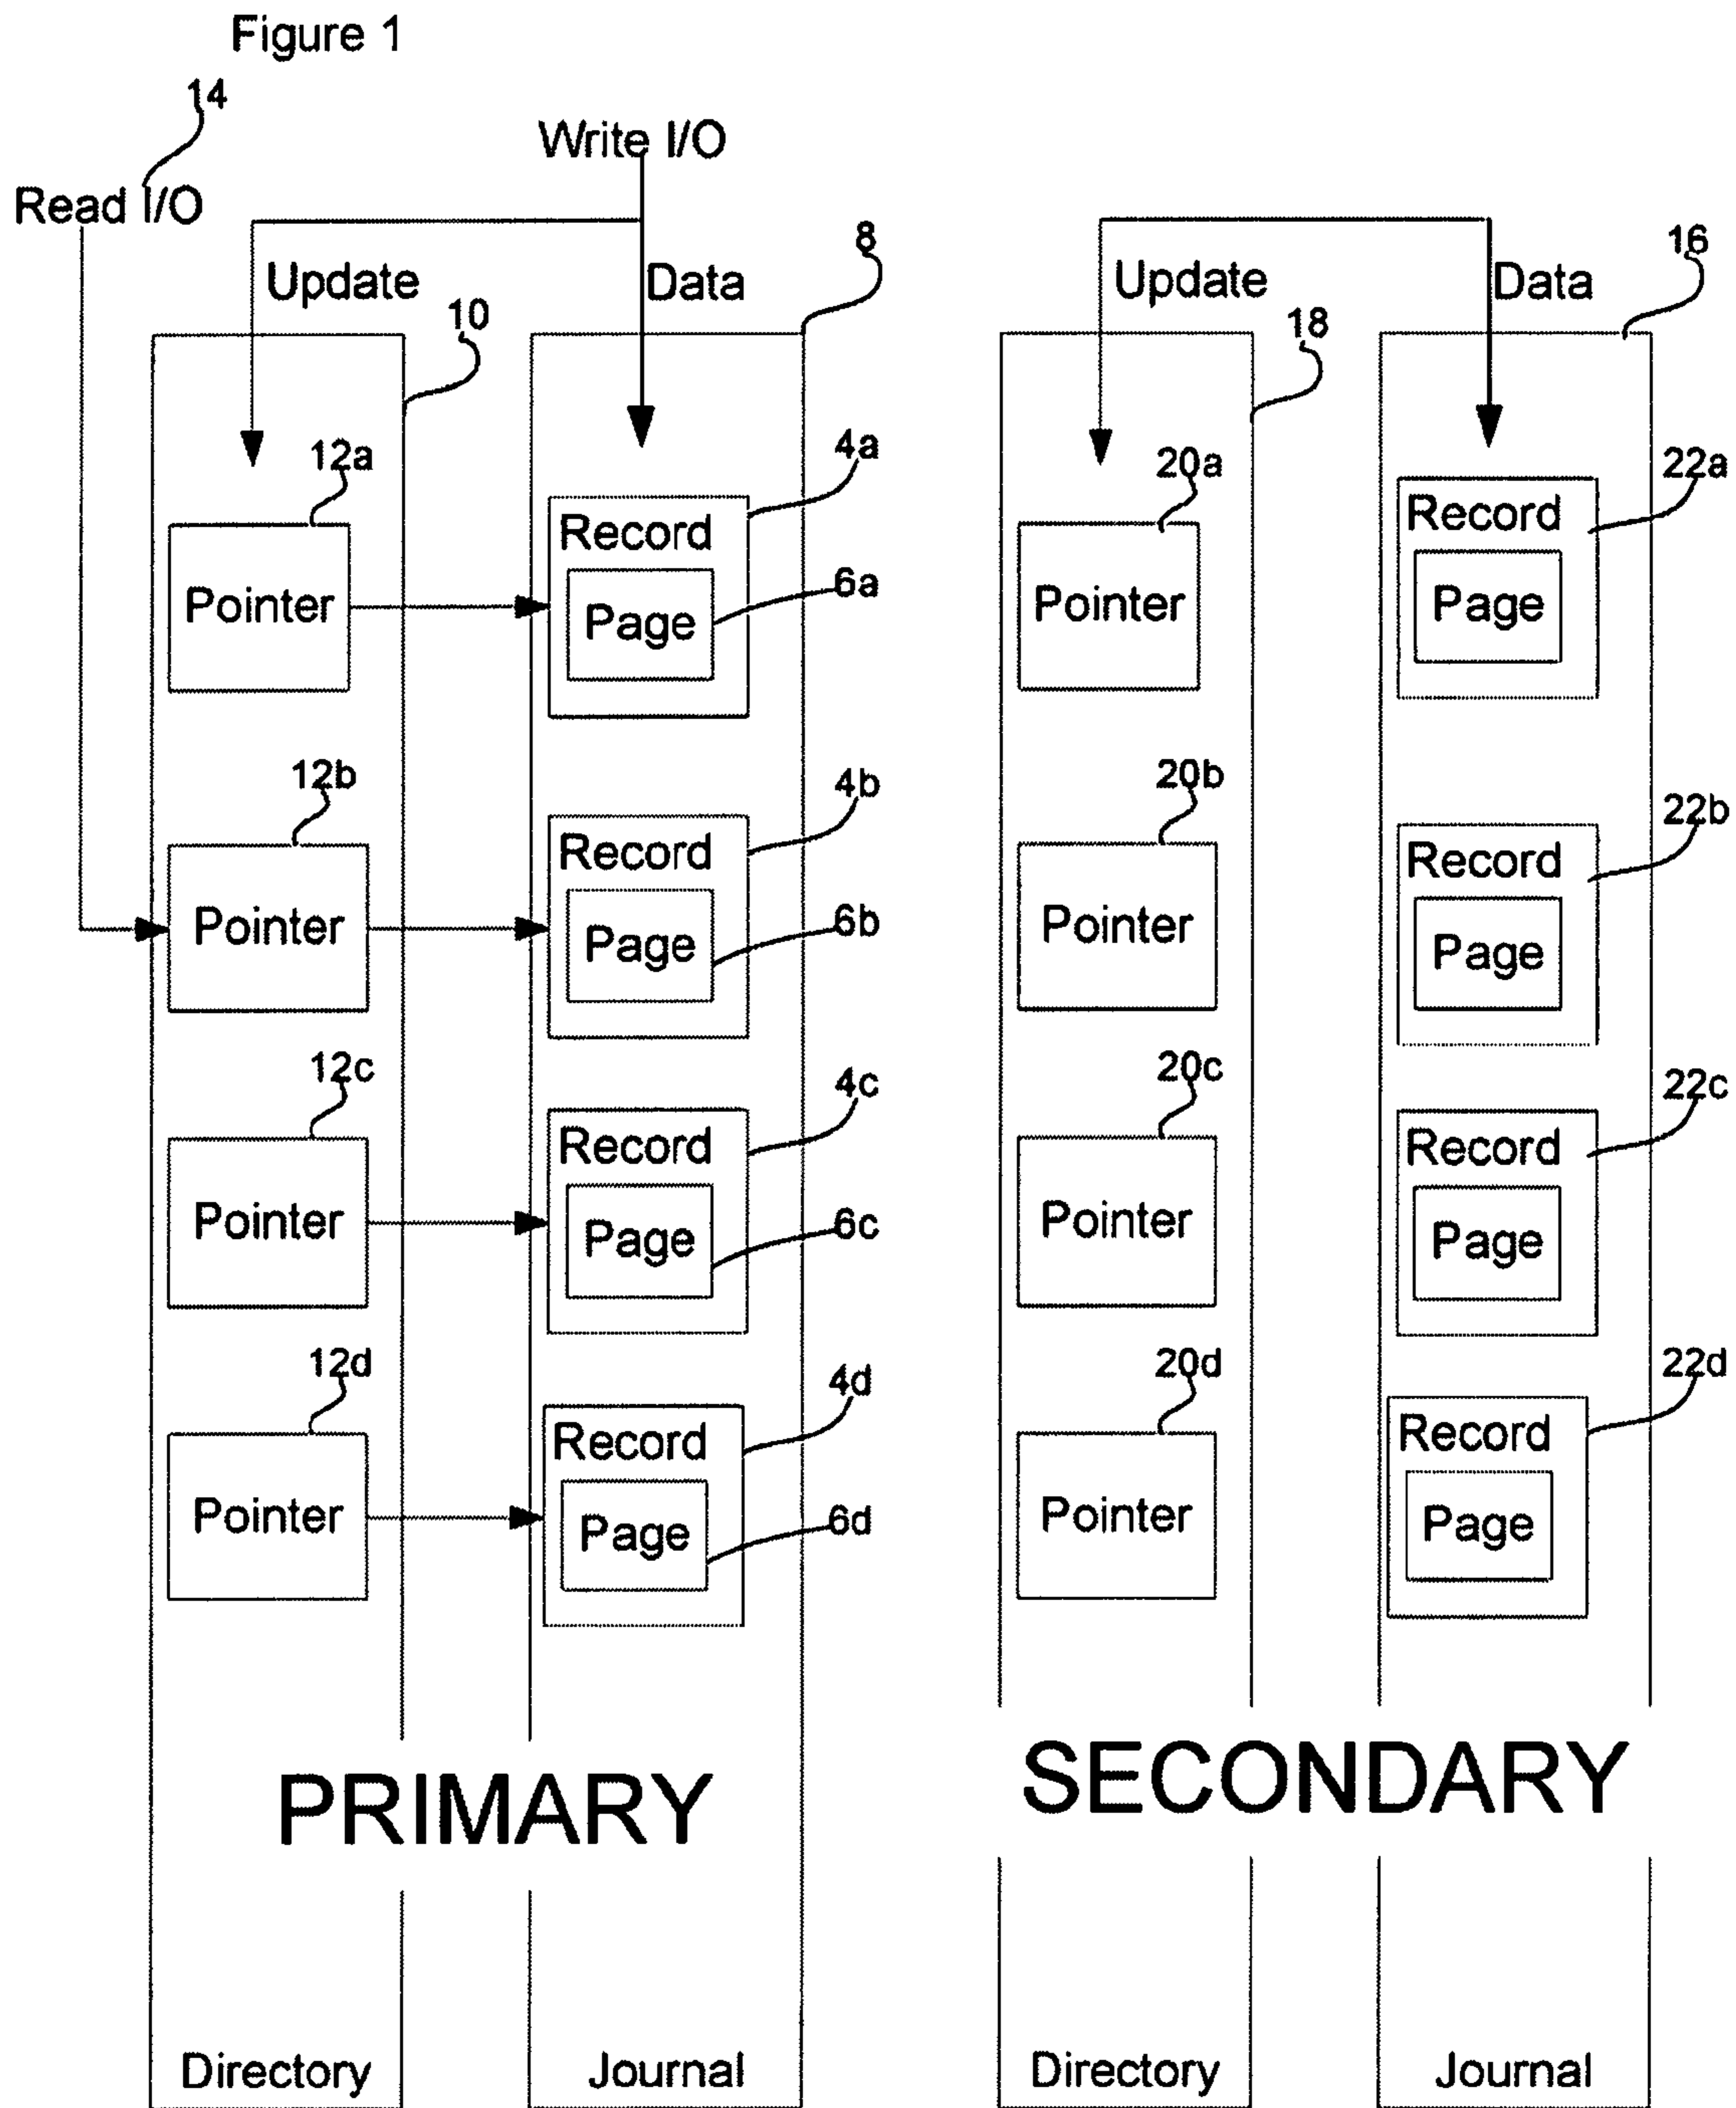 Figure 1
14
Write I/O
Read I/O
8
16
Update
Data
Update
Data
10
18
12a
4a
20a
22a
Pointer
Record
Page
6a
Pointer
Record
Page
12b
4b
20b
22b
Pointer
Record
Page
6b
Pointer
Record
Page
12c
4c
20c
22c
Pointer
Record
Page
6c
Pointer
Record
Page
12d
4d
20d
22d
Pointer
Record
Page
6d
Pointer
Record
Page
PRIMARY
SECONDARY
Directory
Journal
Directory
Journal